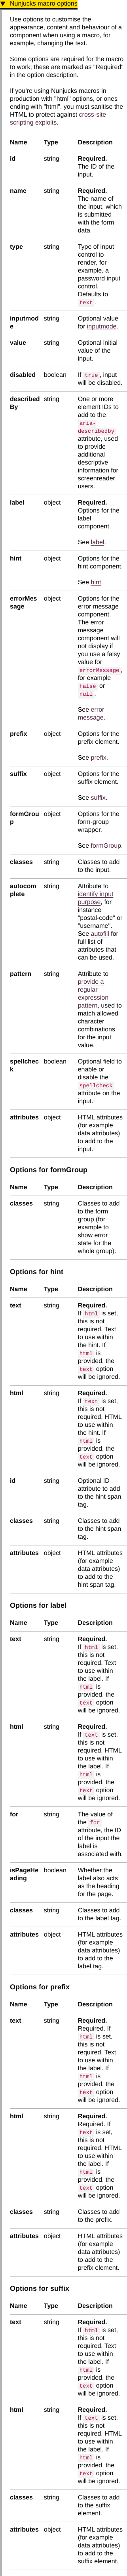 Nunjucks macro options
Use options to customise the
appearance, content and behaviour of a
component when using a macro, for
example, changing the text.
Some options are required for the macro
to work; these are marked as "Required"
in the option description.
If you're using Nunjucks macros in
production with "html" options, or ones
ending with "html", you must sanitise the
HTML to protect against cross-site
scripting exploits.
Name Type Description
id string Required.
The ID of the
input.
name string Required.
The name of
the input, which
is submitted
with the form
data.
type string Type of input
control to
render, for
example, a
password input
control.
Defaults to
text.
inputmod string Optional value
e for inputmode.
value string Optional initial
value of the
input.
disabled boolean If true, input
will be disabled.
described string One or more
By element IDs to
add to the
aria-
describedby
attribute, used
to provide
additional
descriptive
information for
screenreader
users.
label object Required.
Options for the
label
component.
See label.
hint object Options for the
hint component.
See hint.
errorMes object Options for the
sage error message
component.
The error
message
component will
not display if
you use a falsy
value for
errorMessage,
for example
false or
null.
See error
message.
prefix object Options for the
prefix element.
See prefix.
suffix object Options for the
suffix element.
See suffix.
formGrou object Options for the
p form-group
wrapper.
See formGroup.
classes string Classes to add
to the input.
autocom string Attribute to
plete identify input
purpose, for
instance
"postal-code" or
"username".
See autofill for
full list of
attributes that
can be used.
pattern string Attribute to
provide a
regular
expression
pattern, used to
match allowed
character
combinations
for the input
value.
spellchec boolean Optional field to
k enable or
disable the
spellcheck
attribute on the
input.
attributes object HTML attributes
(for example
data attributes)
to add to the
input.
Options for formGroup
Name Type Description
classes string Classes to add
to the form
group (for
example to
show error
state for the
whole group).
Options for hint
Name Type Description
text string Required.
If html is set,
this is not
required. Text
to use within
the hint. If
html is
provided, the
text option
will be ignored.
html string Required.
If text is set,
this is not
required. HTML
to use within
the hint. If
html is
provided, the
text option
will be ignored.
id string Optional ID
attribute to add
to the hint span
tag.
classes string Classes to add
to the hint span
tag.
attributes object HTML attributes
(for example
data attributes)
to add to the
hint span tag.
Options for label
Name Type Description
text string Required.
If html is set,
this is not
required. Text
to use within
the label. If
html is
provided, the
text option
will be ignored.
html string Required.
If text is set,
this is not
required. HTML
to use within
the label. If
html is
provided, the
text option
will be ignored.
for string The value of
the for
attribute, the ID
of the input the
label is
associated with.
isPageHe boolean Whether the
ading label also acts
as the heading
for the page.
classes string Classes to add
to the label tag.
attributes object HTML attributes
(for example
data attributes)
to add to the
label tag.
Options for prefix
Name Type Description
text string Required.
Required. If
html is set,
this is not
required. Text
to use within
the label. If
html is
provided, the
text option
will be ignored.
html string Required.
Required. If
text is set,
this is not
required. HTML
to use within
the label. If
html is
provided, the
text option
will be ignored.
classes string Classes to add
to the prefix.
attributes object HTML attributes
(for example
data attributes)
to add to the
prefix element.
Options for suffix
Name Type Description
text string Required.
If html is set,
this is not
required. Text
to use within
the label. If
html is
provided, the
text option
will be ignored.
html string Required.
If text is set,
this is not
required. HTML
to use within
the label. If
html is
provided, the
text option
will be ignored.
classes string Classes to add
to the suffix
element.
attributes object HTML attributes
(for example
data attributes)
to add to the
suffix element.